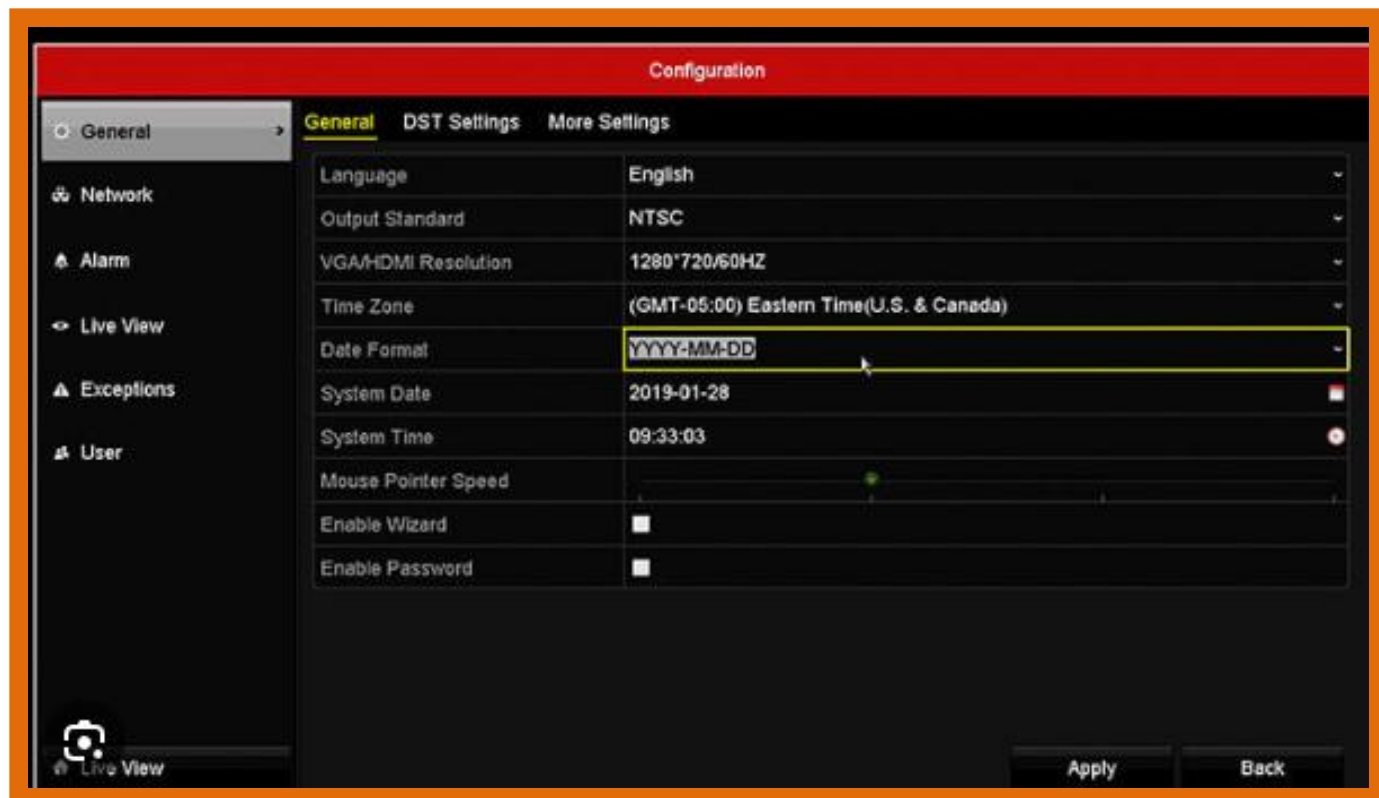 Configuration
General
General DST Settings More Settings
Language English
Network
Output Standard NTSC
Alarm
VGA/HDMI Resolution 1280*720/60HZ
Time Zone (GMT-05:00) Eastern Time(U.S. & Canada)
Live View
Date Format YYYY-MM-DD
Exceptions
System Date 2019-01-28
System Time 09:33:03
User
Mouse Pointer Speed
Enable Wizard
Enable Password
Live View
Apply Back